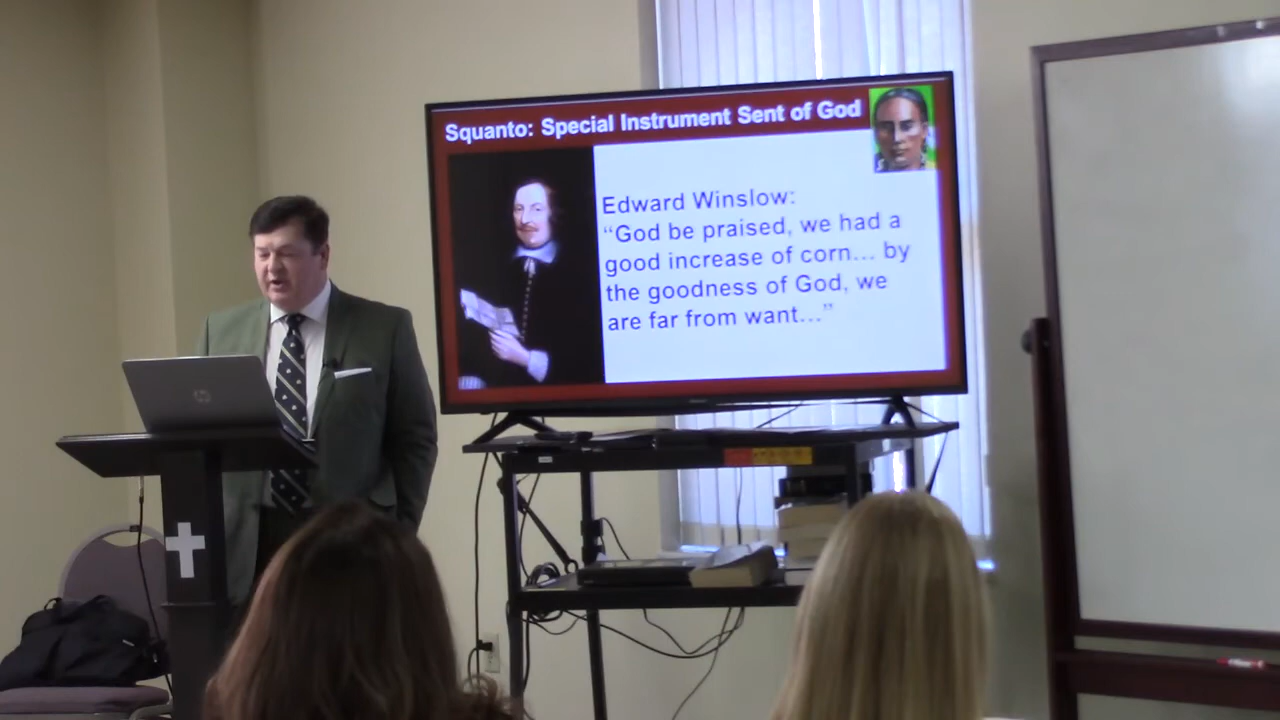 Squanto: Special Instrument Sent of God
Edward Winslow:
“God be praised, we had a
good increase of corn... by
the goodness of God, we
are far from want...”
hp